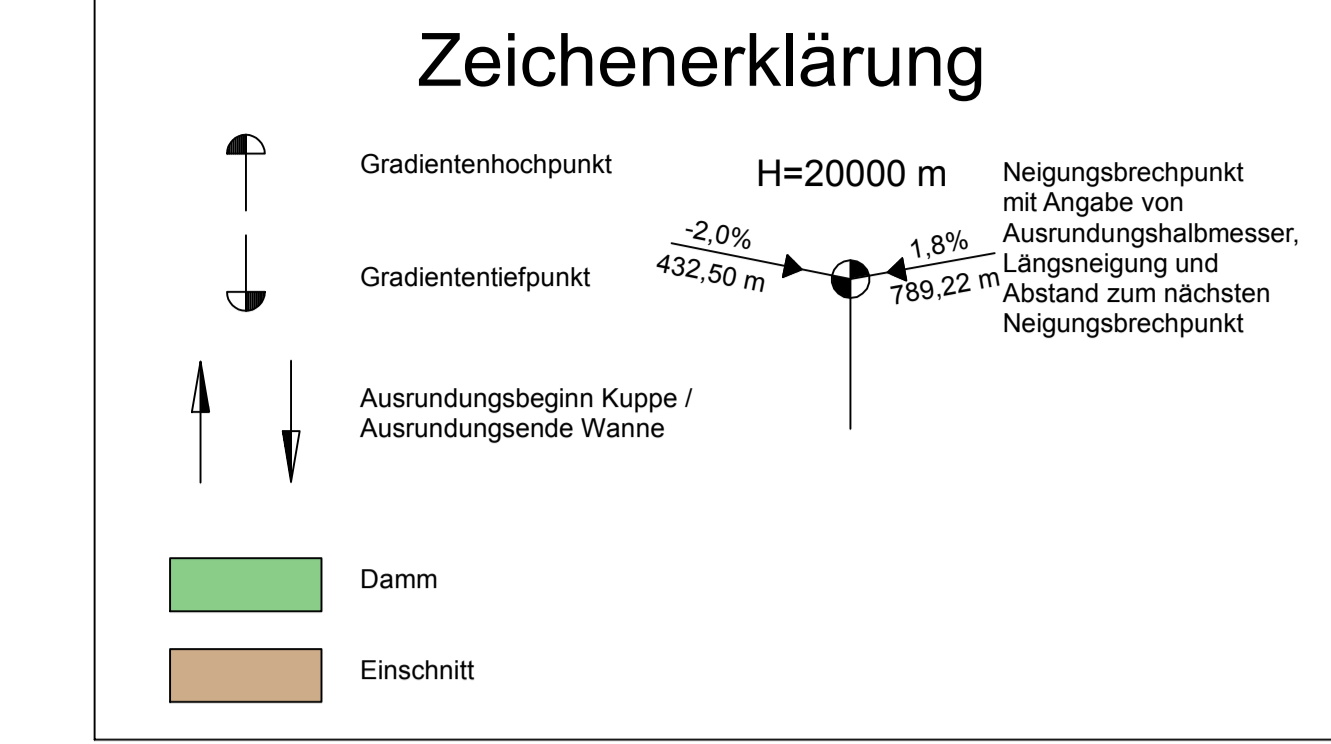 Zeichenerklärung
Gradientenhochpunkt
Gradiententiefpunkt
Ausrundungsbeginn Kuppe /
Ausrundungsende Wanne
Damm
Einschnitt
H=20000 m
-2,0%
432,50 m
1,8%
789,22 m
Neigungsbrechpunkt
mit Angabe von
Ausrundungshalbmesser,
Längsneigung und
Abstand zum nächsten
Neigungsbrechpunkt